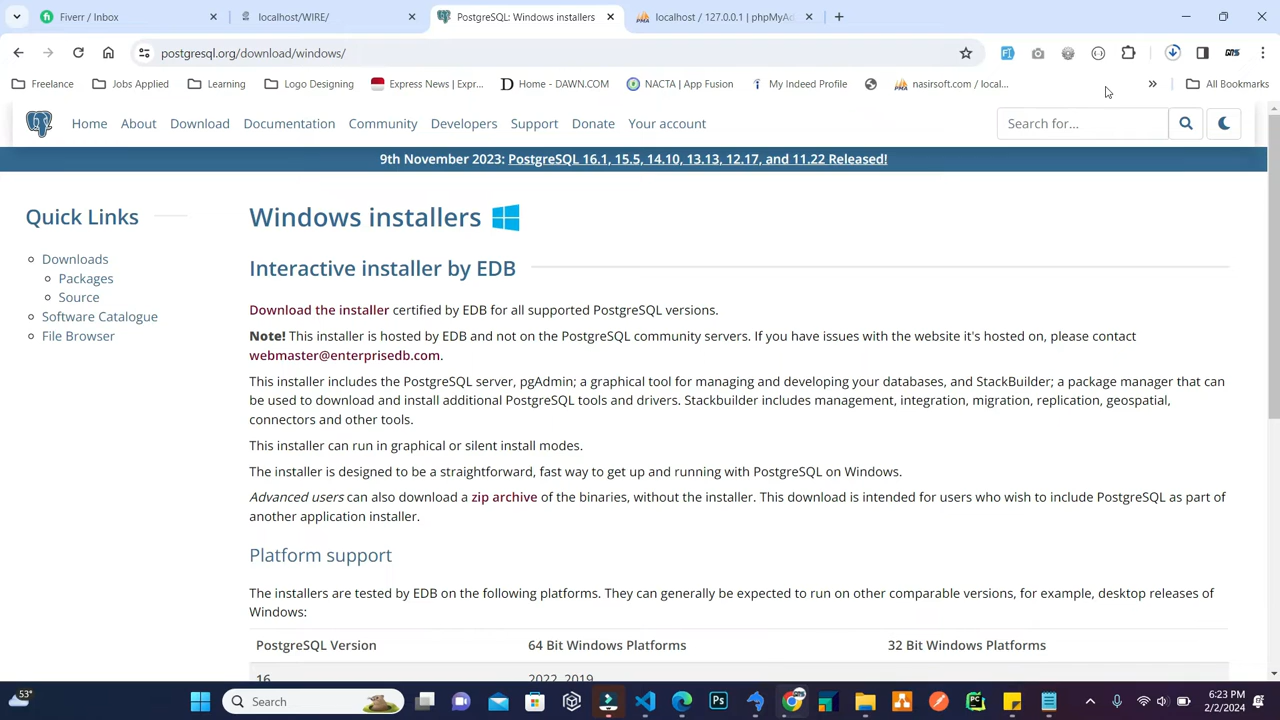 Fiverr / Inbox
localhost/WIRE/
PostgreSQL: Windows installers
localhost / 127.0.0.1 | phpMyAd
postgresql.org/download/windows/
Freelance
Jobs Applied
Learning
Logo Designing
Express News | Expr...
Home - DAWN.COM
NACTA | App Fusion
My Indeed Profile
nasirsoft.com / local...
All Bookmarks
Home
About
Download
Documentation
Community
Developers
Support
Donate
Your account
Search for...
9th November 2023: PostgreSQL 16.1, 15.5, 14.10, 13.13, 12.17, and 11.22 Released!
Quick Links
Downloads
Packages
Source
Software Catalogue
File Browser
Windows installers
Interactive installer by EDB
Download the installer certified by EDB for all supported PostgreSQL versions.
Note! This installer is hosted by EDB and not on the PostgreSQL community servers. If you have issues with the website it's hosted on, please contact
webmaster@enterprisedb.com.
This installer includes the PostgreSQL server, pgAdmin; a graphical tool for managing and developing your databases, and StackBuilder; a package manager that can
be used to download and install additional PostgreSQL tools and drivers. Stackbuilder includes management, integration, migration, replication, geospatial,
connectors and other tools.
This installer can run in graphical or silent install modes.
The installer is designed to be a straightforward, fast way to get up and running with PostgreSQL on Windows.
Advanced users can also download a zip archive of the binaries, without the installer. This download is intended for users who wish to include PostgreSQL as part of
another application installer.
Platform support
The installers are tested by EDB on the following platforms. They can generally be expected to run on other comparable versions, for example, desktop releases of
Windows:
PostgreSQL Version
64 Bit Windows Platforms
32 Bit Windows Platforms
16
2022, 2019
53°
Search
Ps
6:23 PM
2/2/2024